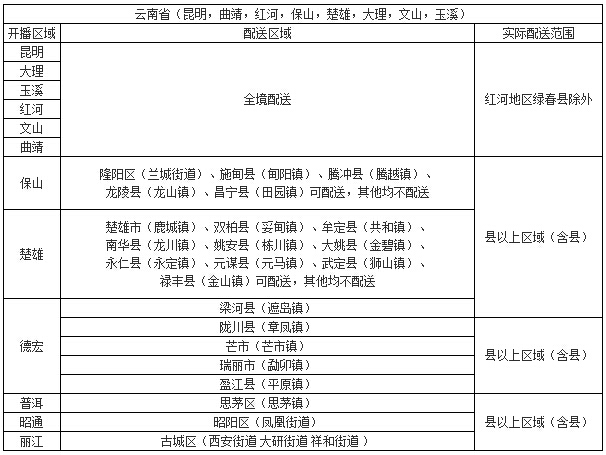 云南省（昆明，曲靖，红河，保山，楚雄，大理，文山，玉溪）
开播区域 配送区域 实际配送范围
昆明
大理
玉溪
红河
文山
曲靖
全境配送
红河地区绿春县除外
保山
隆阳区（兰城街道）、施甸县（甸阳镇）、腾冲县（腾越镇）、
龙陵县（龙山镇）、昌宁县（田园镇）可配送，其他均不配送
楚雄
楚雄市（鹿城镇）、双柏县（妥甸镇）、牟定县（共和镇）、
南华县（龙川镇）、姚安县（栋川镇）、大姚县（金碧镇）、
永仁县（永定镇）、元谋县（元马镇）、武定县（狮山镇）、
禄丰县（金山镇）可配送，其他均不配送
县以上区域（含县）
德宏
梁河县（遮岛镇）
陇川县（章凤镇）
芒市（芒市镇）
瑞丽市（勐卯镇）
盈江县（平原镇）
县以上区域（含县）
普洱 思茅区（思茅镇）
昭通 昭阳区（凤凰街道）
丽江 古城区（西安街道 大研街道 祥和街道 ）
县以上区域（含县）